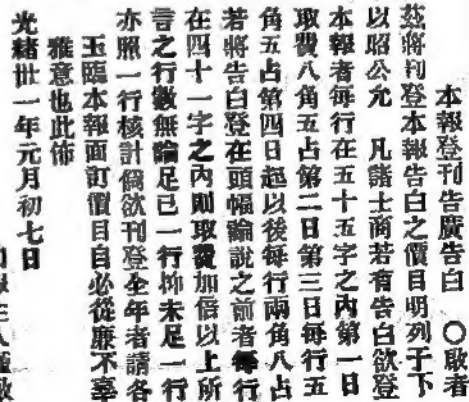 本報登刊告廣告白　〇敬者
茲將刊登本報告白之價目明列于下
以昭公允　凡諸士商若有告白欲登
本報者每行在五十五字之內第一日
取費八角五占第二日第三日每行五
角五占第四日起以後每行兩角八占
若將告白登在頭幅論說之前者每行
在四十一字之內則取費加倍以上所
言之行數無論足已一行抑未足一行
亦照一行核計倘欲刊登全年者請各
玉臨本報面訂價目自必從廉不辜
雅意也此佈
光緒卅一年元月初七日
主人謹啟